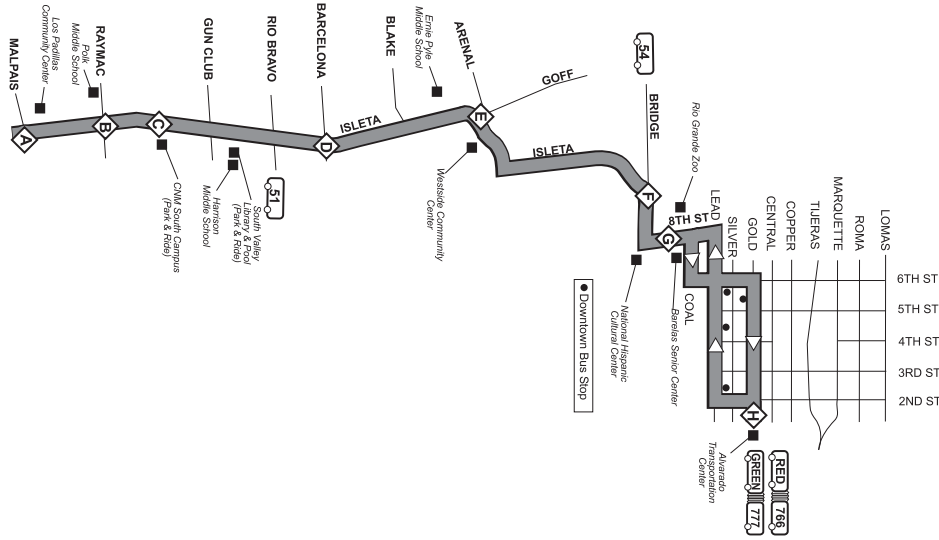 MALPAIS
Los Padillas
Community Center
Polk
Middle School
RAYMAC
GUN CLUB
RIO BRAVO
BARCELONA
BLAKE
Ernie Pyle
Middle School
ARENAL
GOFF
54
BRIDGE
Rio Grande Zoo
8TH ST
LEAD
SILVER
GOLD
CENTRAL
COPPER
TIJERAS
MARQUETTE
ROMA
LOMAS
A
B
C
D
E
F
G
H
ISLETA
ISLETA
CNM South Campus
(Park & Ride)
Harrison
Middle School
South Valley
Library & Pool
(Park & Ride)
51
Westside Community
Center
Downtown Bus Stop
National Hispanic
Cultural Center
Barelas Senior Center
COAL
6TH ST
5TH ST
4TH ST
3RD ST
2ND ST
Alvarado
Transportation
Center
RED 766
GREEN 777